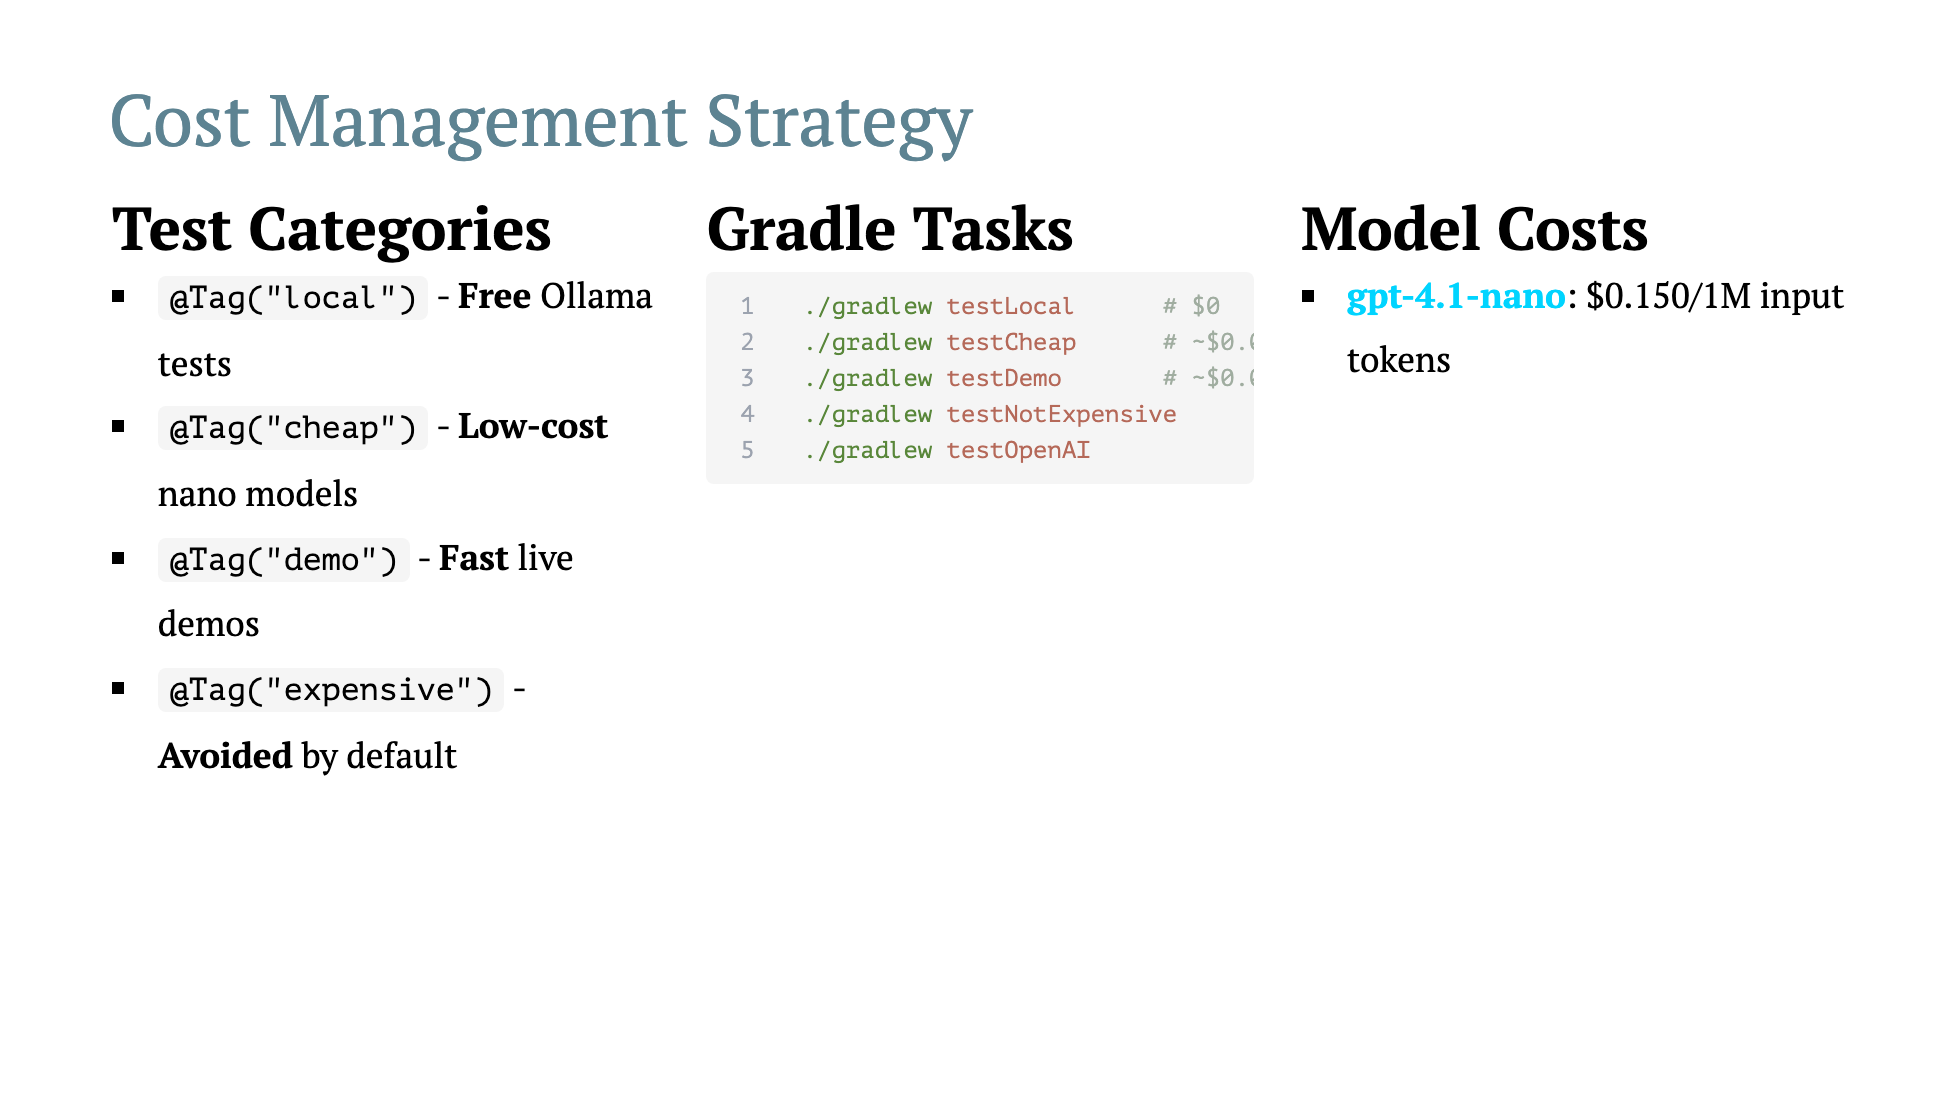 Cost Management Strategy
Test Categories
@Tag("local") - Free Ollama
tests
@Tag("cheap") - Low-cost
nano models
@Tag("demo") - Fast live
demos
@Tag("expensive") -
Avoided by default
Gradle Tasks
1 ./gradlew testLocal # $0
2 ./gradlew testCheap # ~$0.
3 ./gradlew testDemo # ~$0.
4 ./gradlew testNotExpensive
5 ./gradlew testOpenAI
Model Costs
gpt-4.1-nano: $0.150/1M input
tokens